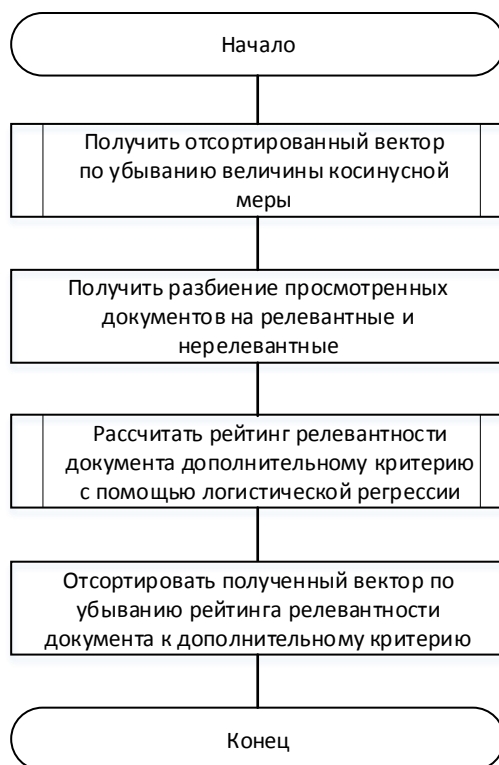 Начало
Получить отсортированный вектор
по убыванию величины косинусной
меры
Получить разбиение просмотренных
документов на релевантные и
нерелевантные
Рассчитать рейтинг релевантности
документа дополнительному критерию
с помощью логистической регрессии
Отсортировать полученный вектор по
убыванию рейтинга релевантности
документа к дополнительному критерию
Конец